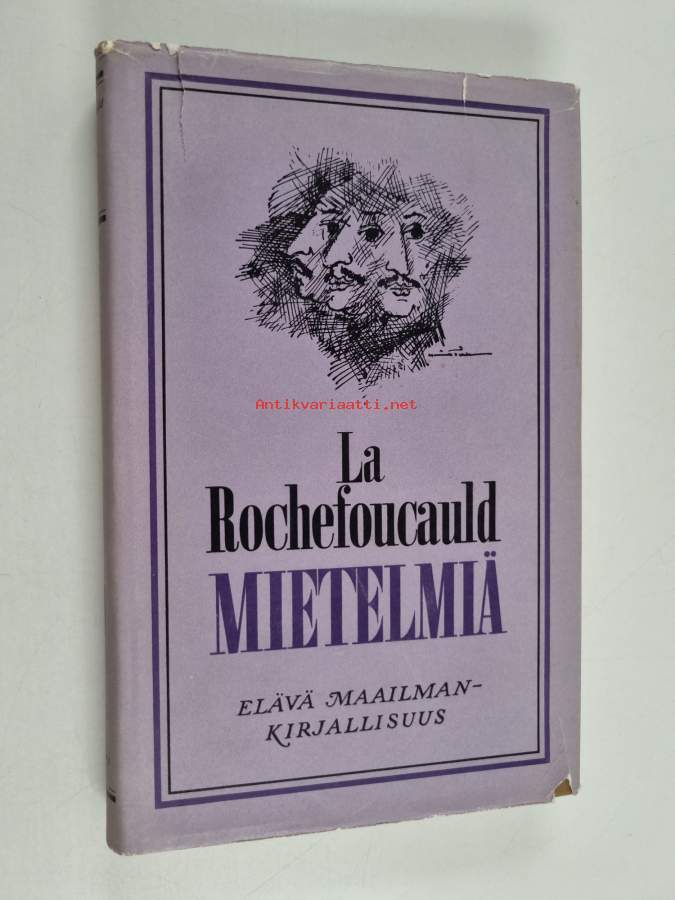 Antikvariaatti.net
La
Rochefoucauld
MIETELMIÄ
ELÄVÄ MAAILMAN-
KIRJALLISUUS